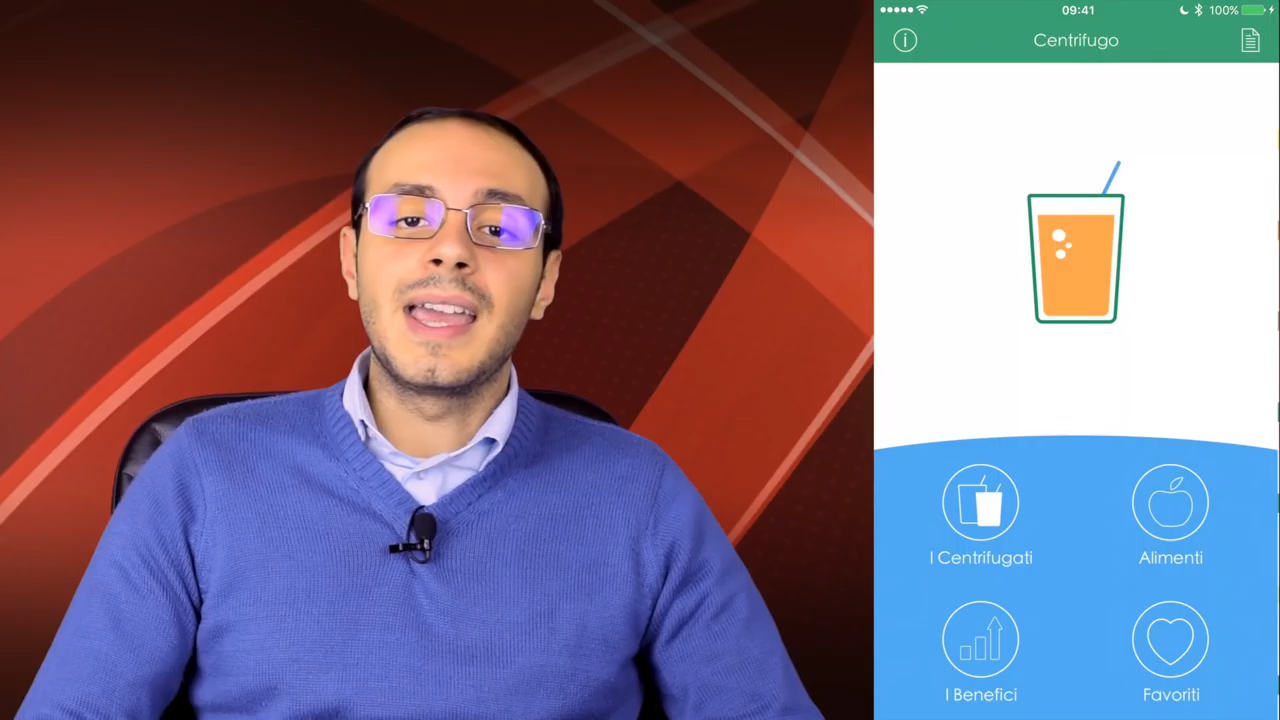 09:41
100%
Centrifugo
I Centrifugati
Alimenti
I Benefici
Favoriti